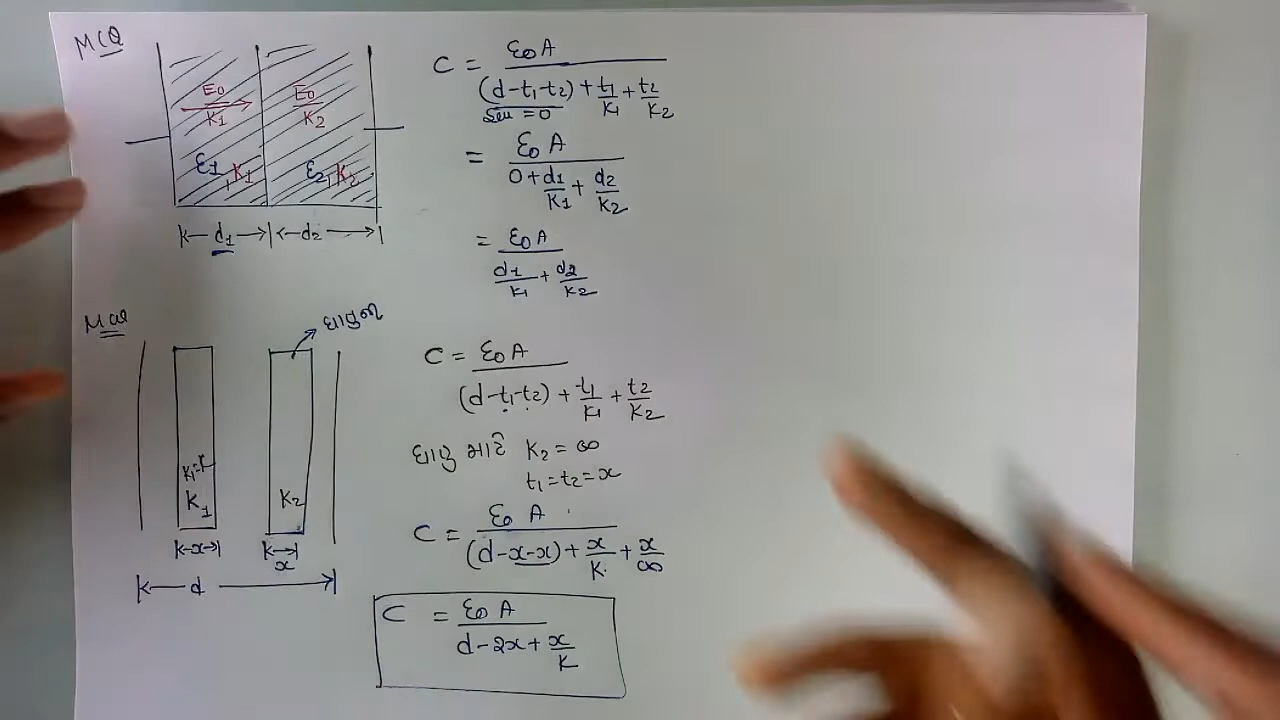 MCQ
E₀/K₁ E₀/K₂
ε1, K₁ ε₂, K₂
d₁ d₂
C = ε₀A / ((d-t₁-t₂) + t₁/K₁ + t₂/K₂)
= ε₀A / (0 + d₁/K₁ + d₂/K₂)
= ε₀A / (d₁/K₁ + d₂/K₂)
MCQ
K₁=K
K₁ K₂
x x
d
C = ε₀A / ((d-t₁-t₂) + t₁/K₁ + t₂/K₂)
ધાતુ માટે K₂ = ∞
t₁=t₂=x
C = ε₀A / ((d-x-x) + x/K + x/∞)
C = ε₀A / (d-2x + x/K)